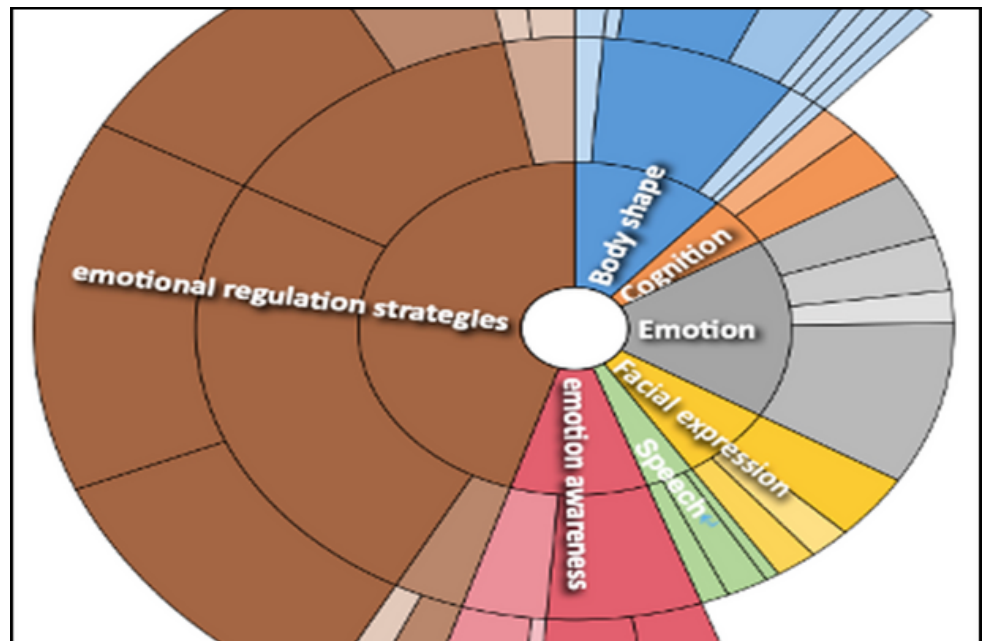 Body shape
Cognition
Emotion
Facial expression
Speech↵
emotion awareness
emotional regulation strategies